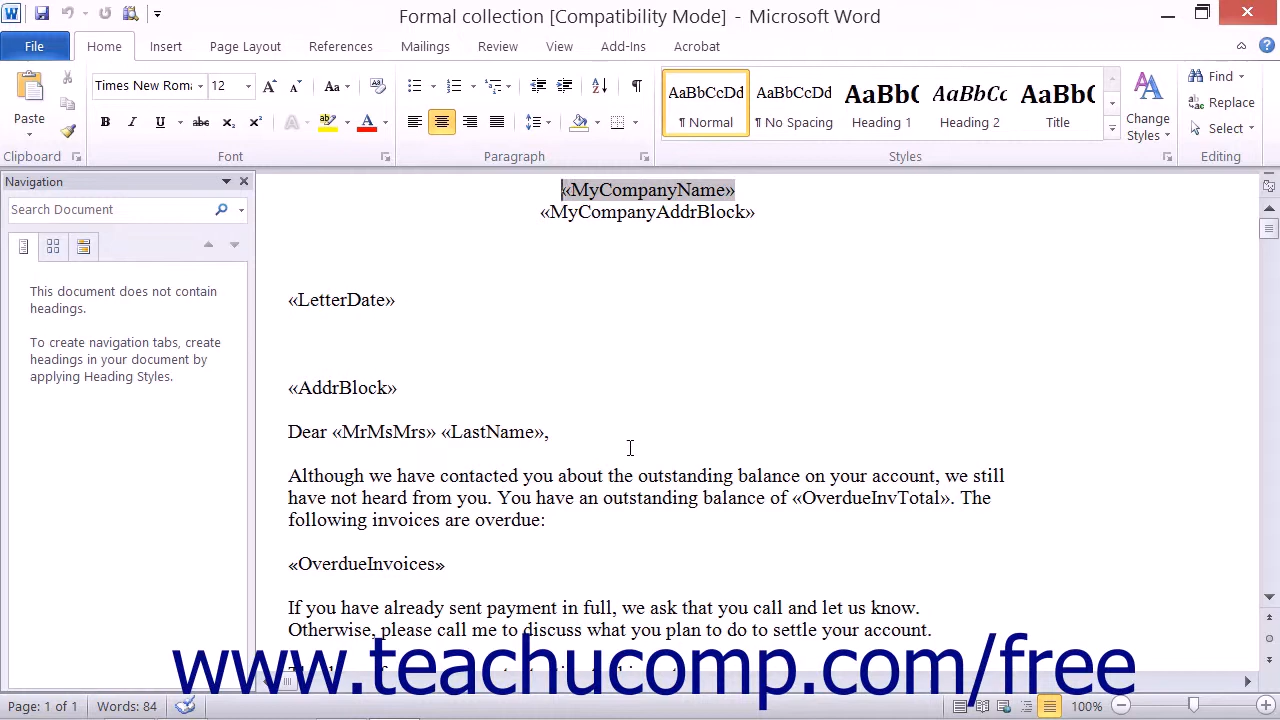 Formal collection [Compatibility Mode] - Microsoft Word
File Home Insert Page Layout References Mailings Review View Add-Ins Acrobat
Paste
Clipboard
Times New Roma 12
Aa
B I U abc X₂ X²
Font
Paragraph
AaBbCcDd AaBbCcDd AaBbC AaBbCc AaBbC
¶ Normal ¶ No Spacing Heading 1 Heading 2 Title
Styles
Change Styles
Find
Replace
Select
Editing
Navigation
Search Document
This document does not contain
headings.
To create navigation tabs, create
headings in your document by
applying Heading Styles.
«MyCompanyName»
«MyCompanyAddrBlock»
«LetterDate»
«AddrBlock»
Dear «MrMsMrs» «LastName»,
Although we have contacted you about the outstanding balance on your account, we still
have not heard from you. You have an outstanding balance of «OverdueInvTotal». The
following invoices are overdue:
«OverdueInvoices»
If you have already sent payment in full, we ask that you call and let us know.
Otherwise, please call me to discuss what you plan to do to settle your account.
www.teachucomp.com/free
Page: 1 of 1 Words: 84 100%